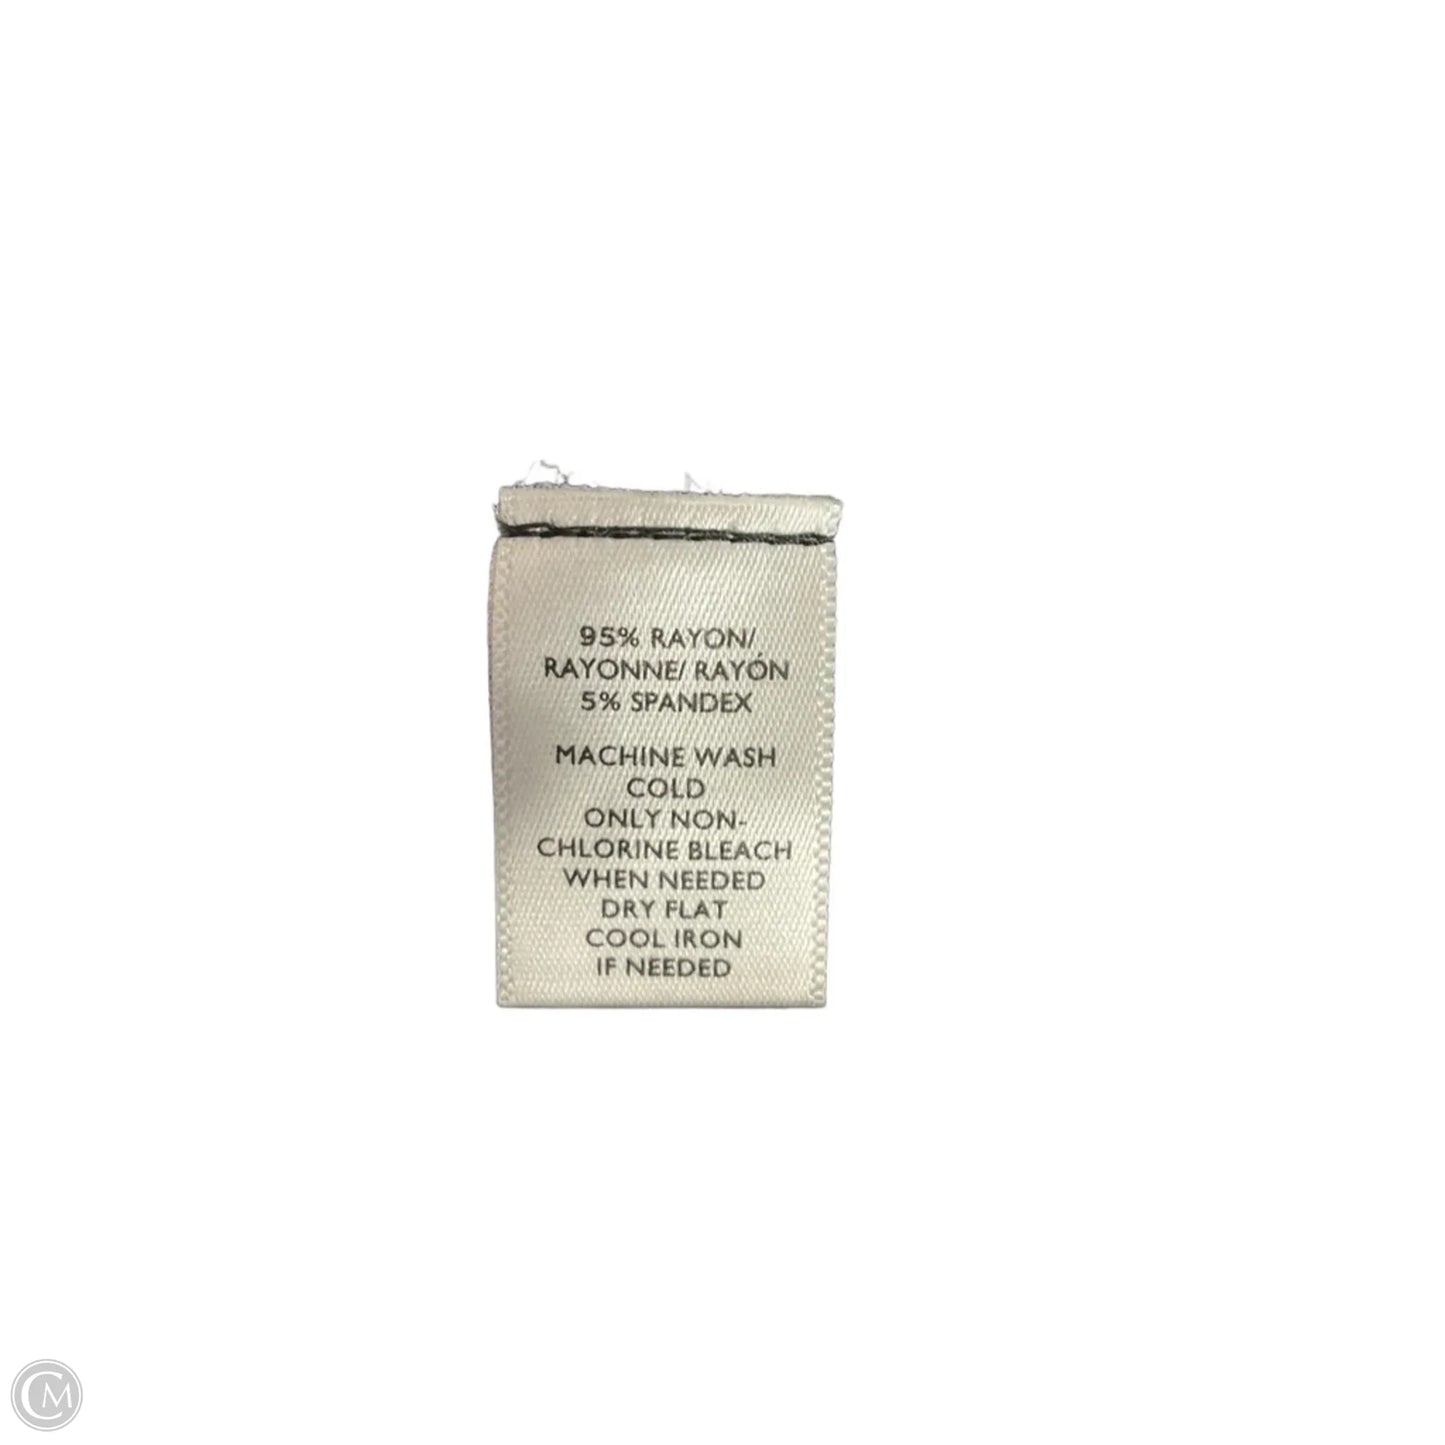 95% RAYON/
RAYONNE/ RAYÓN
5% SPANDEX
MACHINE WASH
COLD
ONLY NON-
CHLORINE BLEACH
WHEN NEEDED
DRY FLAT
COOL IRON
IF NEEDED
CM